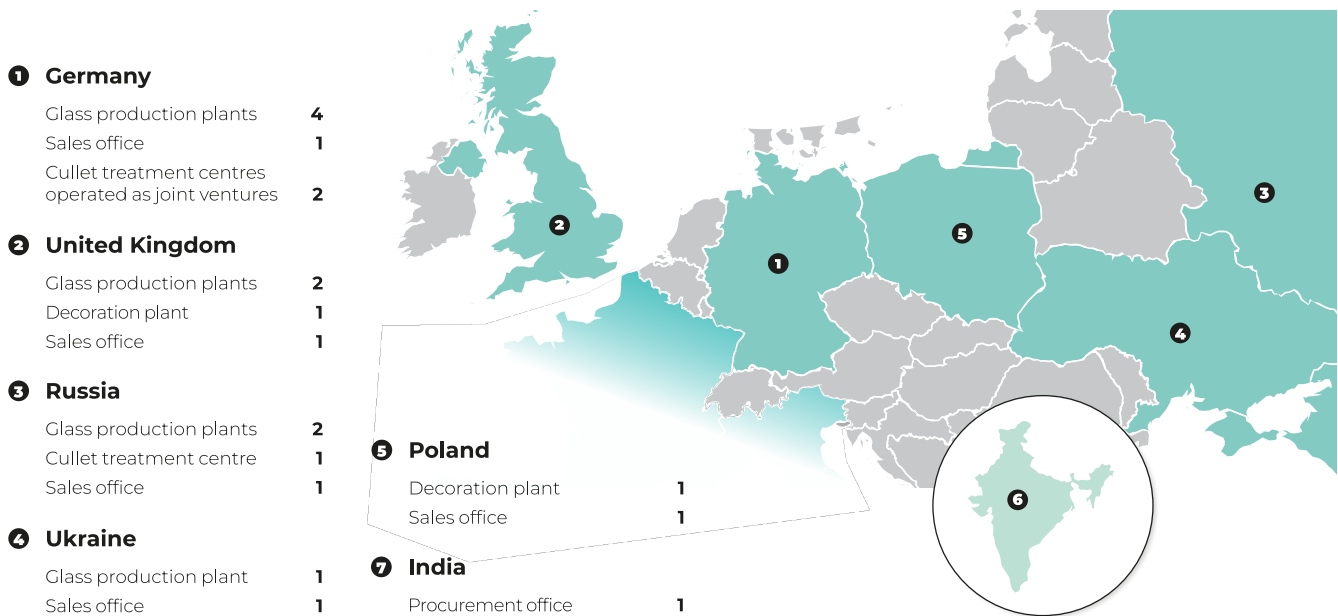 1 Germany
Glass production plants 4
Sales office 1
Cullet treatment centres
operated as joint ventures 2
2 United Kingdom
Glass production plants 2
Decoration plant 1
Sales office 1
3 Russia
Glass production plants 2
Cullet treatment centre 1
Sales office 1
4 Ukraine
Glass production plant 1
Sales office 1
5 Poland
Decoration plant 1
Sales office 1
7 India
Procurement office 1
2
1
5
3
4
6